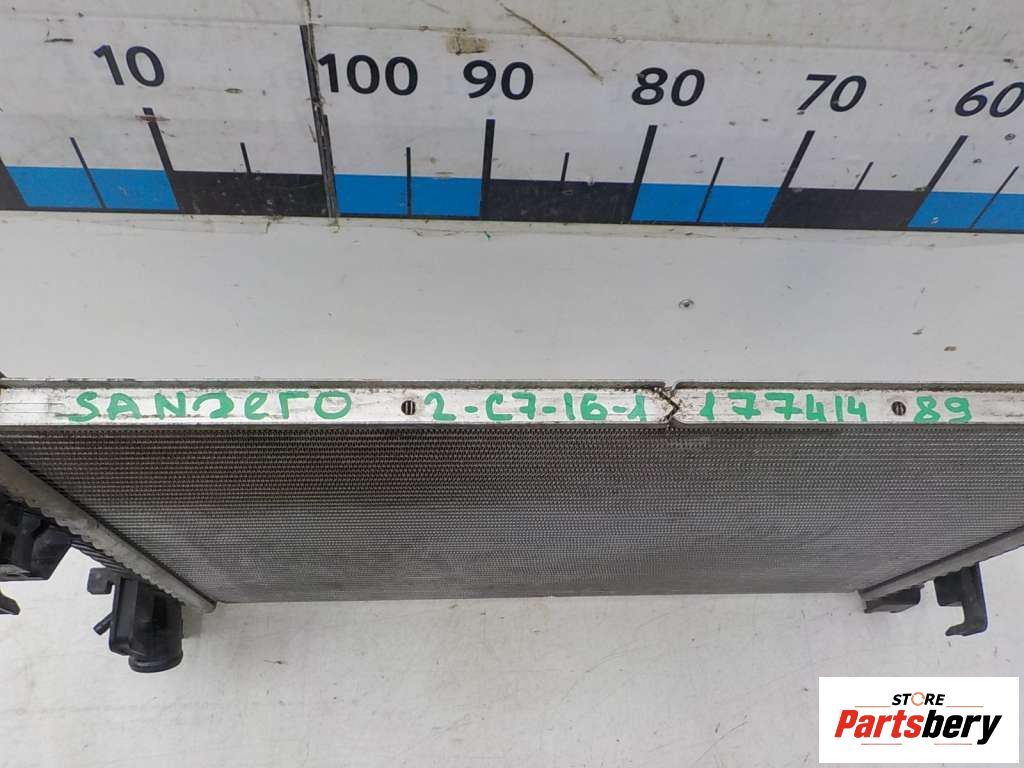 10 100 90 80 70 60
SANDERO 2-C7-16-1 177414 89
STORE
Partsbery